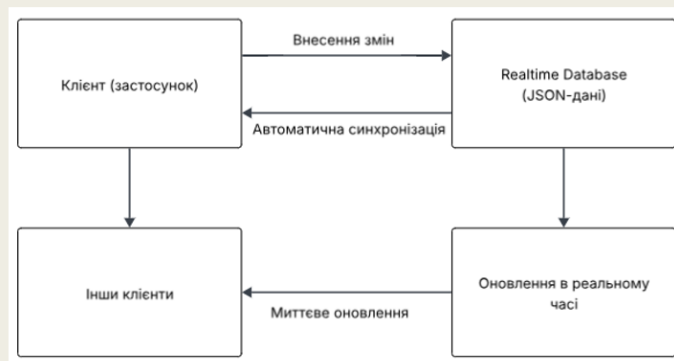 Клієнт (застосунок)
Внесення змін
Realtime Database
(JSON-дані)
Автоматична синхронізація
Інши клієнти
Миттєве оновлення
Оновлення в реальному
часі